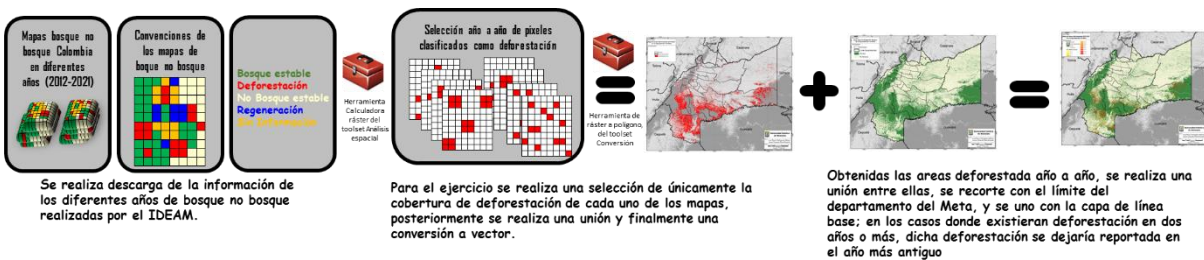 Mapas bosque no
bosque Colombia
en diferentes
años (2012-2021)
Convenciones de
los mapas de
boque no bosque
Bosque estable
Deforestación
No Bosque estable
Regeneración
Sin Información
Herramienta
Calculadora
ráster del
toolset Análisis
espacial
Selección año a año de pixeles
clasificados como deforestación
Herramienta de
ráster a polígono,
del toolset
Conversión
Se realiza descarga de la información de
los diferentes años de bosque no bosque
realizadas por el IDEAM.
Para el ejercicio se realiza una selección de únicamente la
cobertura de deforestación de cada uno de los mapas,
posteriormente se realiza una unión y finalmente una
conversión a vector.
Obtenidas las areas deforestada año a año, se realiza una
unión entre ellas, se recorte con el límite del
departamento del Meta, y se uno con la capa de línea
base; en los casos donde existieran deforestación en dos
años o más, dicha deforestación se dejaría reportada en
el año más antiguo